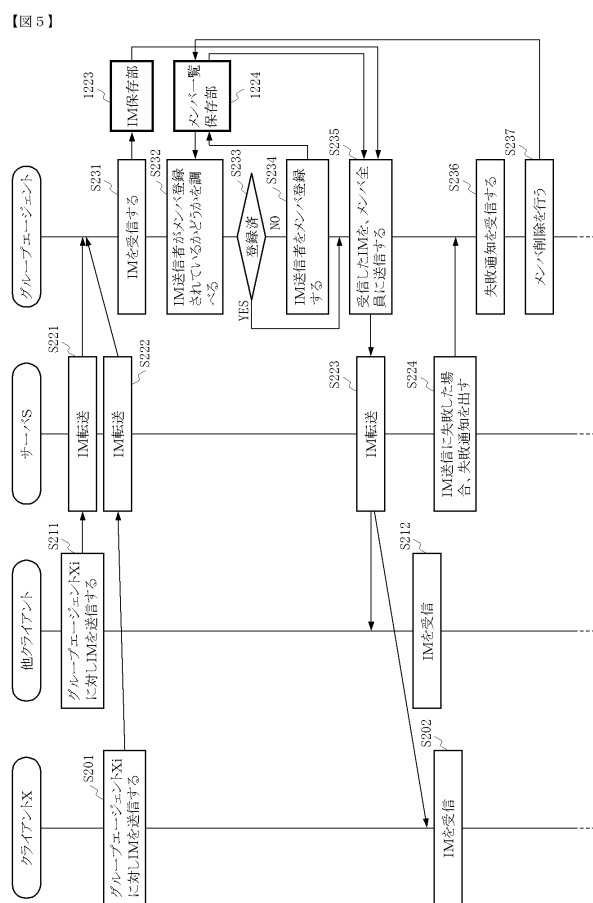 【図5】
クライアントX
他クライアント
サーバS
グループエージェント
S201
グループエージェントXi
に対しIMを送信する
S211
グループエージェントXi
に対しIMを送信する
S221
IM転送
S222
IM転送
S231
IMを受信する
1223
IM保存部
S232
IM送信者がメンバ登録
されているかどうかを調
べる
1224
メンバ一覧
保存部
S233
登録済
YES
NO
S234
IM送信者をメンバ登録
する
S235
受信したIMを、メンバ全
員に送信する
S223
IM転送
S212
IMを受信
S202
IMを受信
S224
IM送信に失敗した場
合、失敗通知を出す
S236
失敗通知を受信する
S237
メンバ削除を行う